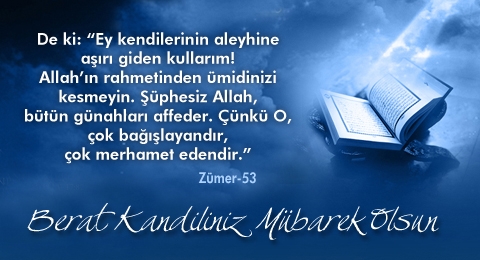 De ki: “Ey kendilerinin aleyhine
aşırı giden kullarım!
Allah’ın rahmetinden ümidinizi
kesmeyin. Şüphesiz Allah,
bütün günahları affeder. Çünkü O,
çok bağışlayandır,
çok merhamet edendir.”
Zümer-53
Berat Kandiliniz Mübarek Olsun